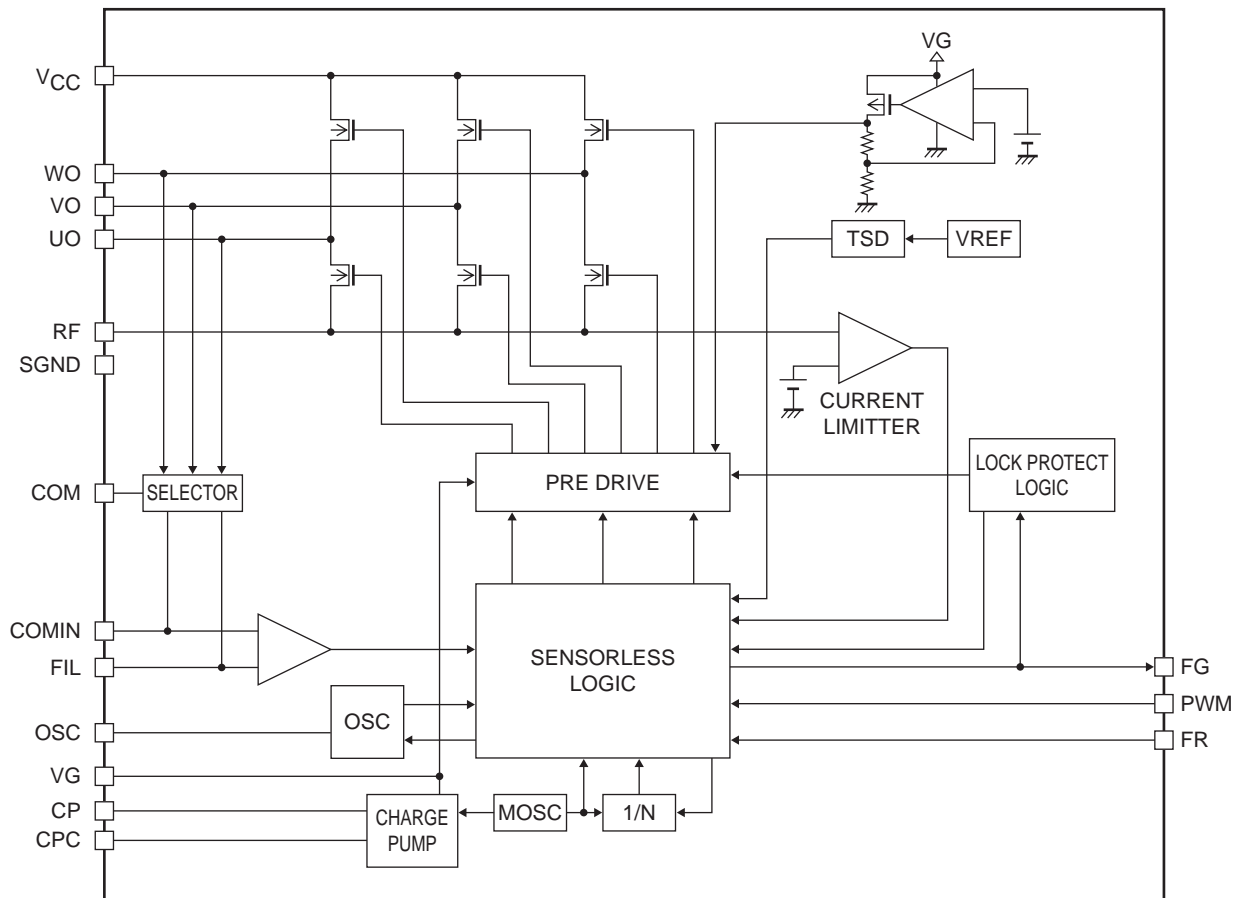 VG
VCC
WO
VO
UO
TSD
VREF
RF
SGND
CURRENT
LIMITTER
LOCK PROTECT
LOGIC
PRE DRIVE
COM
SELECTOR
COMIN
FIL
SENSORLESS
LOGIC
FG
PWM
FR
OSC
OSC
VG
CP
CPC
CHARGE
PUMP
MOSC
1/N